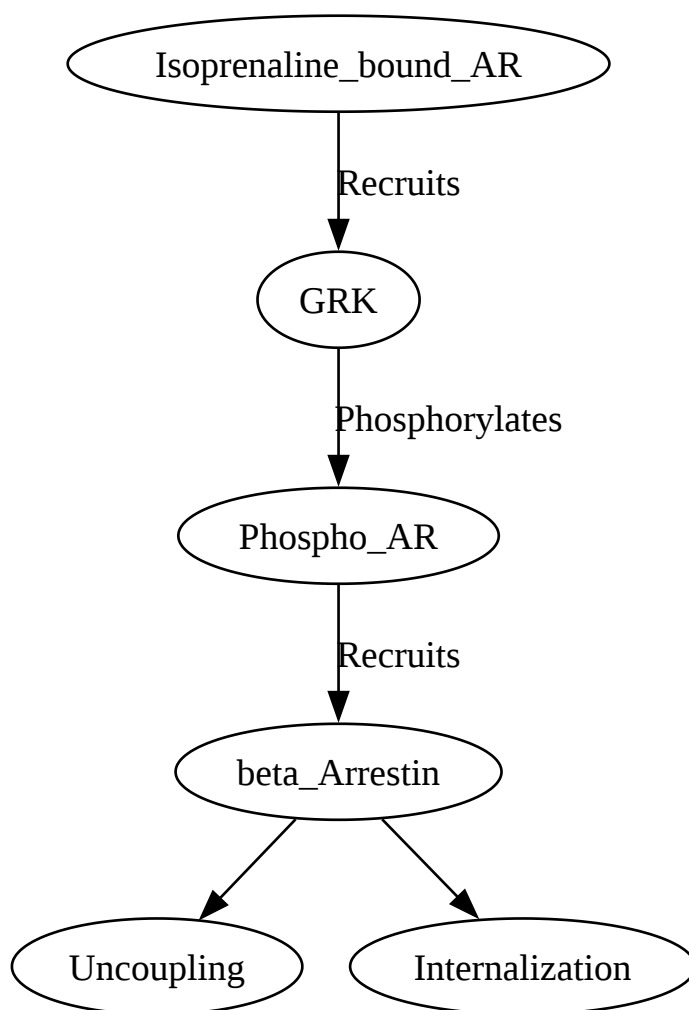 Isoprenaline_bound_AR
Recruits
GRK
Phosphorylates
Phospho_AR
Recruits
beta_Arrestin
Uncoupling
Internalization